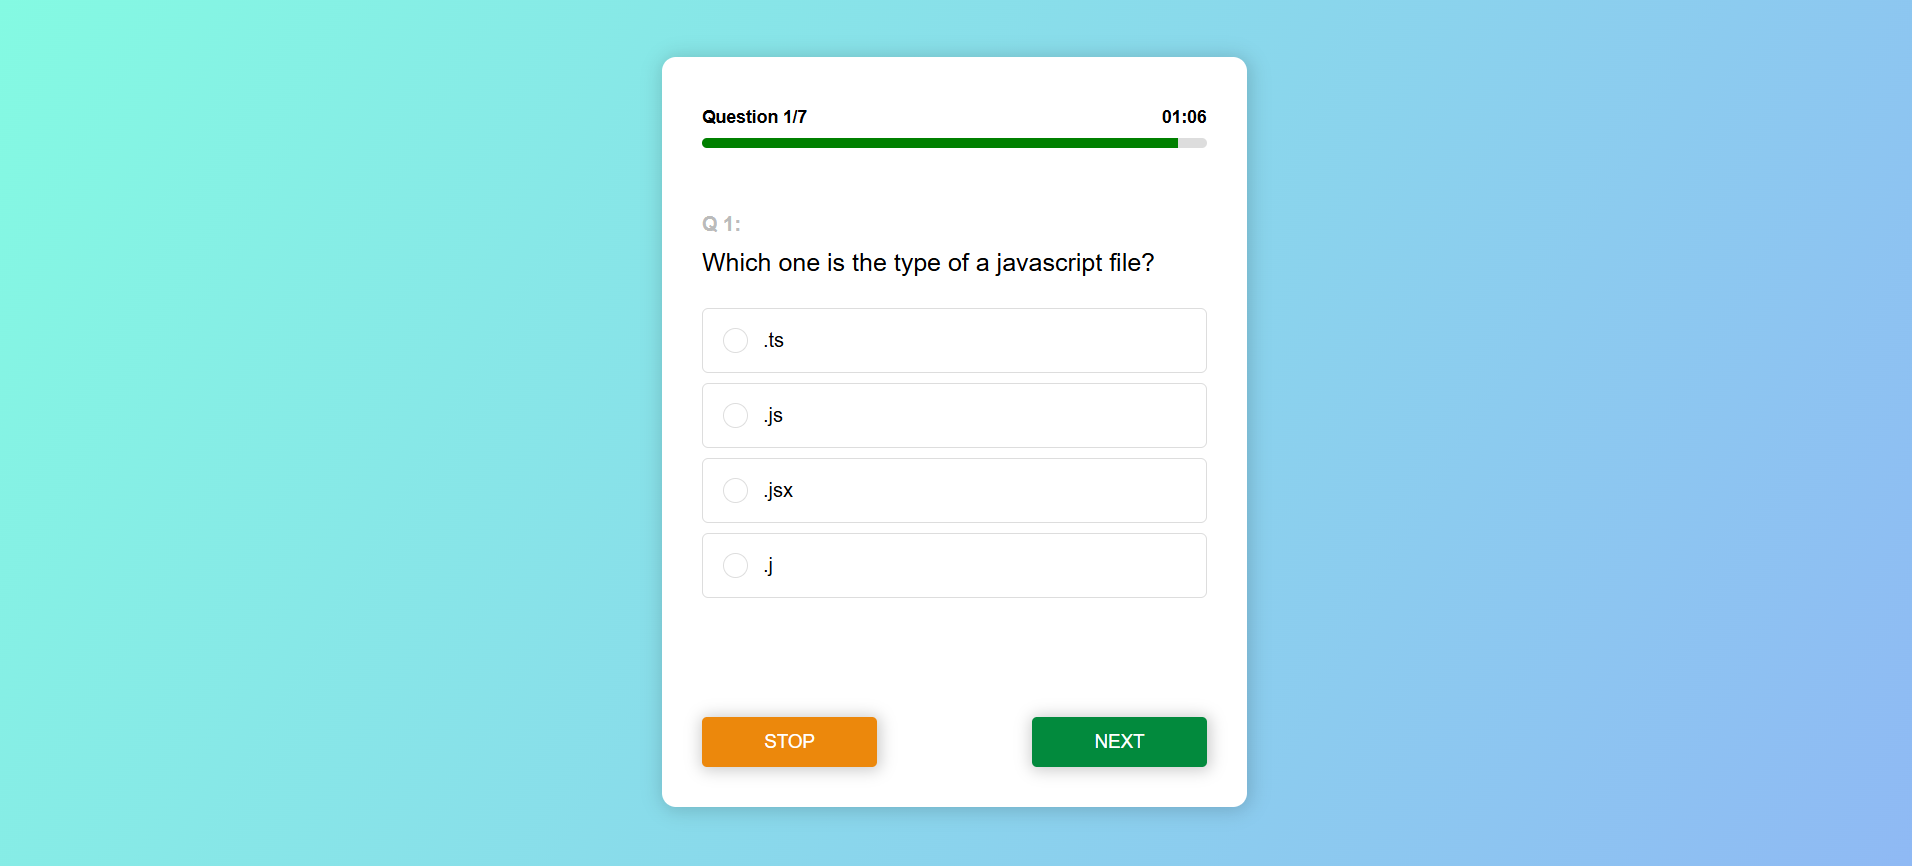 Question 1/7 01:06
Q 1:
Which one is the type of a javascript file?
.ts
.js
.jsx
.j
STOP NEXT